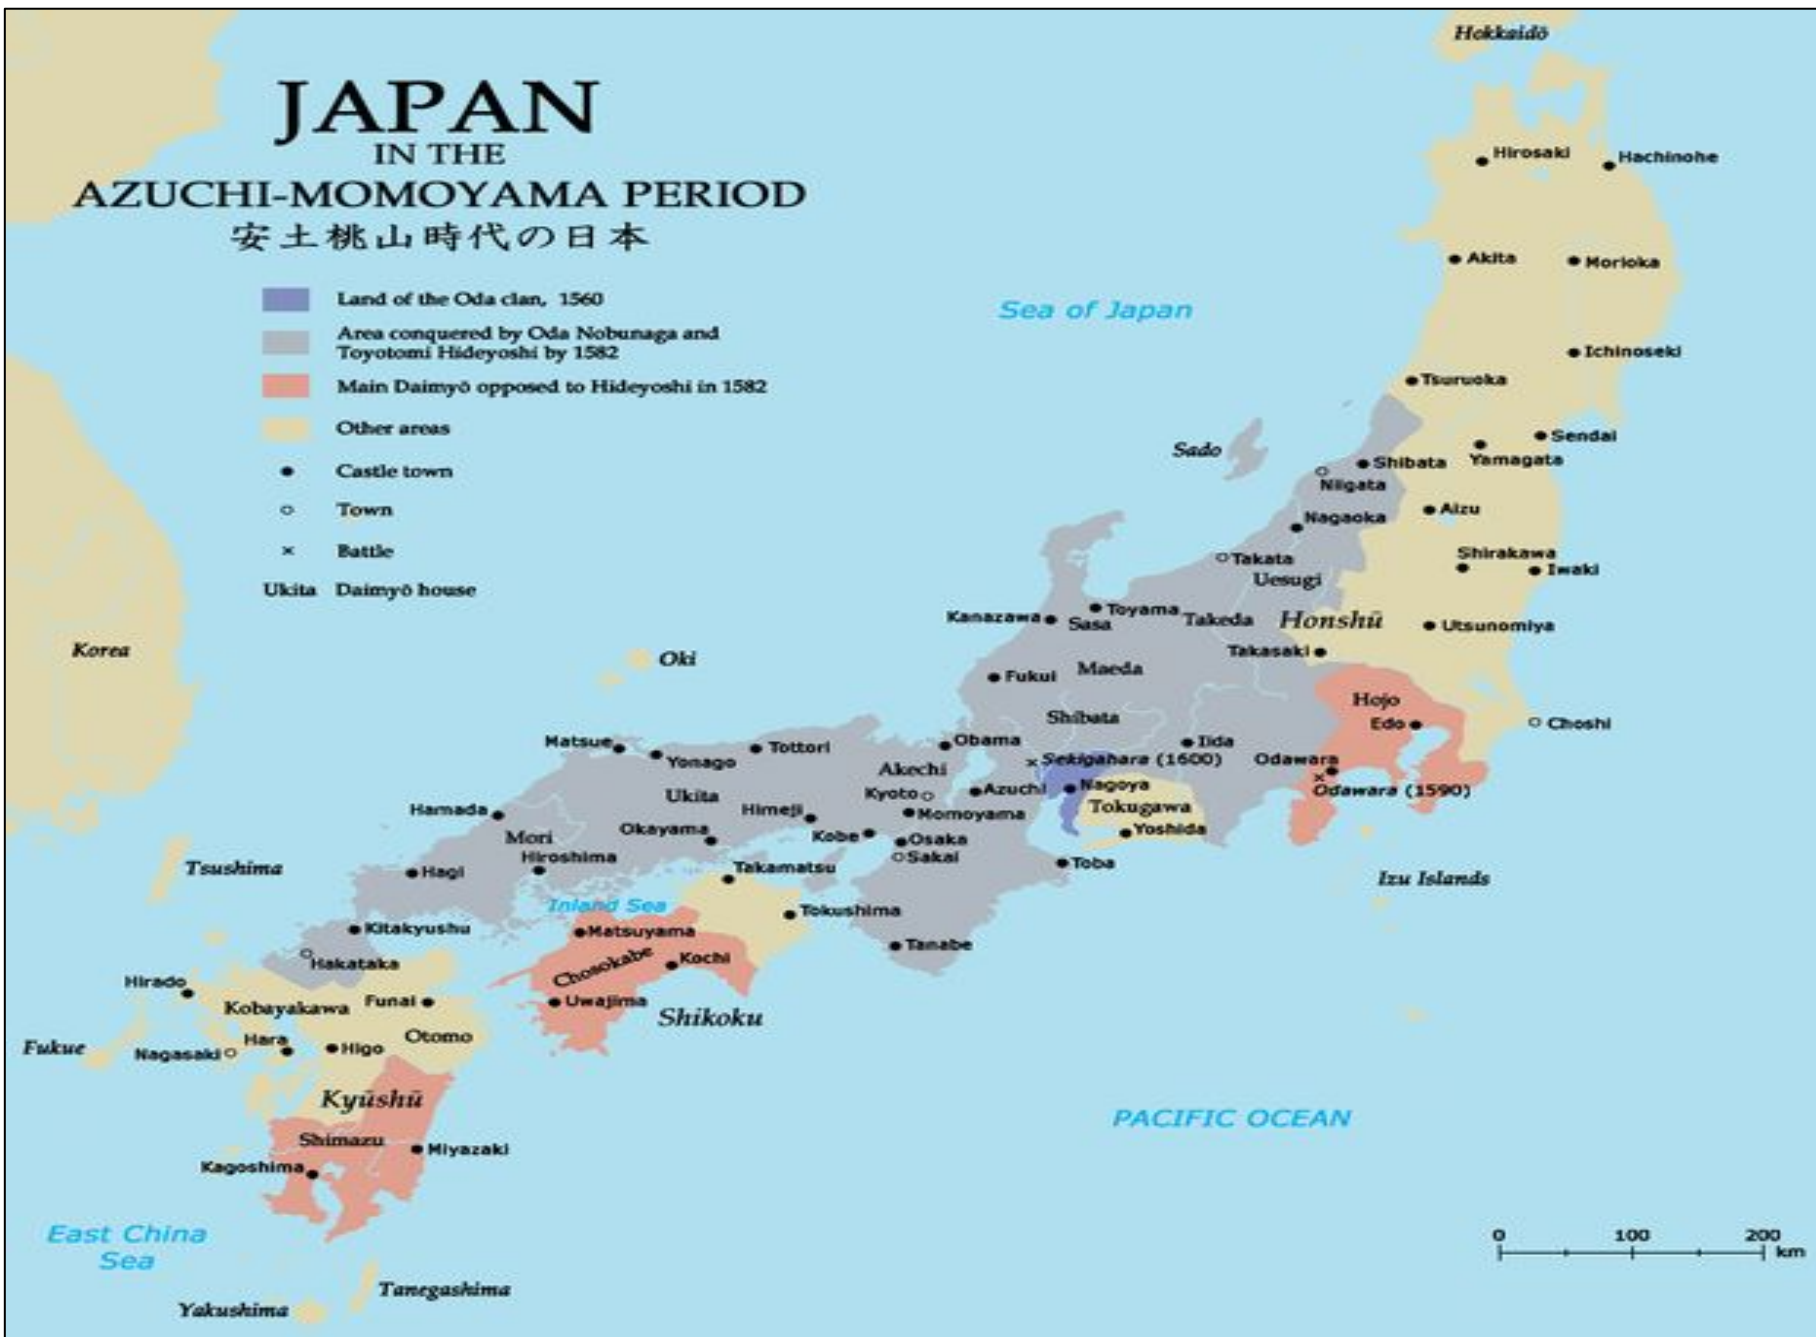 JAPAN
IN THE
AZUCHI-MOMOYAMA PERIOD
安土桃山時代の日本
Land of the Oda clan, 1560
Area conquered by Oda Nobunaga and
Toyotomi Hideyoshi by 1582
Main Daimyō opposed to Hideyoshi in 1582
Other areas
Castle town
Town
Battle
Ukita Daimyō house
Hokkaidō
Hirosaki
Hachinohe
Akita
Morioka
Sea of Japan
Ichinoseki
Tsuruoka
Sendai
Yamagata
Sado
Shibata
Niigata
Aizu
Nagaoka
Shirakawa
Iwaki
Takata
Uesugi
Toyama
Kanazawa
Sasa
Takeda
Honshū
Utsunomiya
Takasaki
Korea
Oki
Fukui
Maeda
Hojo
Edo
Choshi
Shibata
Iida
Matsue
Yonago
Tottori
Obama
Sekigahara (1600)
Odawara
Akechi
Odawara (1590)
Nagoya
Azuchi
Kyoto
Ukita
Tokugawa
Hamada
Himeji
Momoyama
Mori
Okayama
Kobe
Osaka
Yoshida
Sakai
Hiroshima
Toba
Tsushima
Hagi
Takamatsu
Izu Islands
Inland Sea
Tokushima
Kitakyushu
Matsuyama
Tanabe
Hakataka
Chosokabe
Kochi
Hirado
Kobayakawa
Funai
Uwajima
Shikoku
Otomo
Fukue
Nagasaki
Hara
Higo
Kyūshū
PACIFIC OCEAN
Shimazu
Miyazaki
Kagoshima
East China
Sea
0 100 200
km
Tanegashima
Yakushima